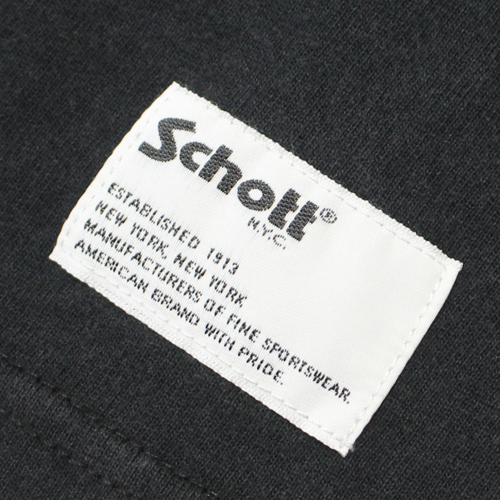 Schott®
N.Y.C.
ESTABLISHED 1913
NEW YORK, NEW YORK
MANUFACTURERS OF FINE SPORTSWEAR.
AMERICAN BRAND WITH PRIDE.